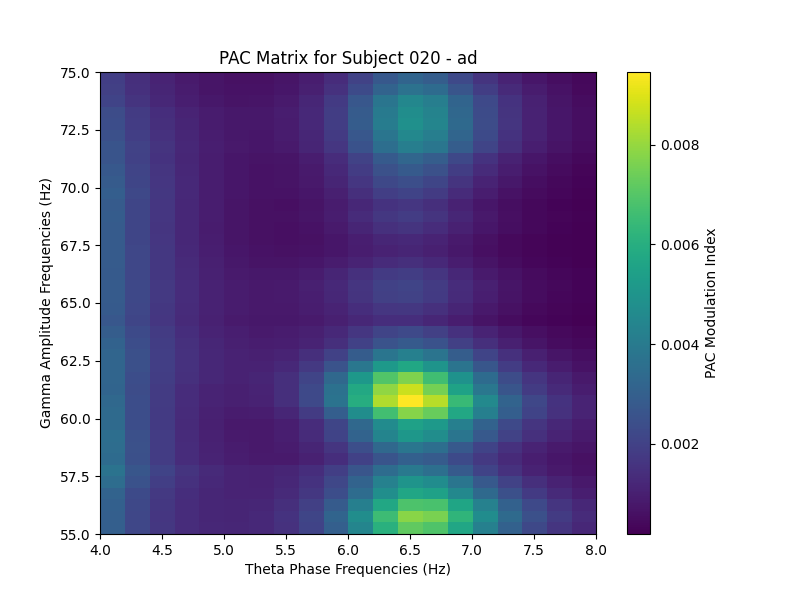 PAC Matrix for Subject 020 - ad
75.0
72.5
70.0
67.5
65.0
62.5
60.0
57.5
55.0
Gamma Amplitude Frequencies (Hz)
4.0 4.5 5.0 5.5 6.0 6.5 7.0 7.5 8.0
Theta Phase Frequencies (Hz)
0.008
0.006
0.004
0.002
PAC Modulation Index